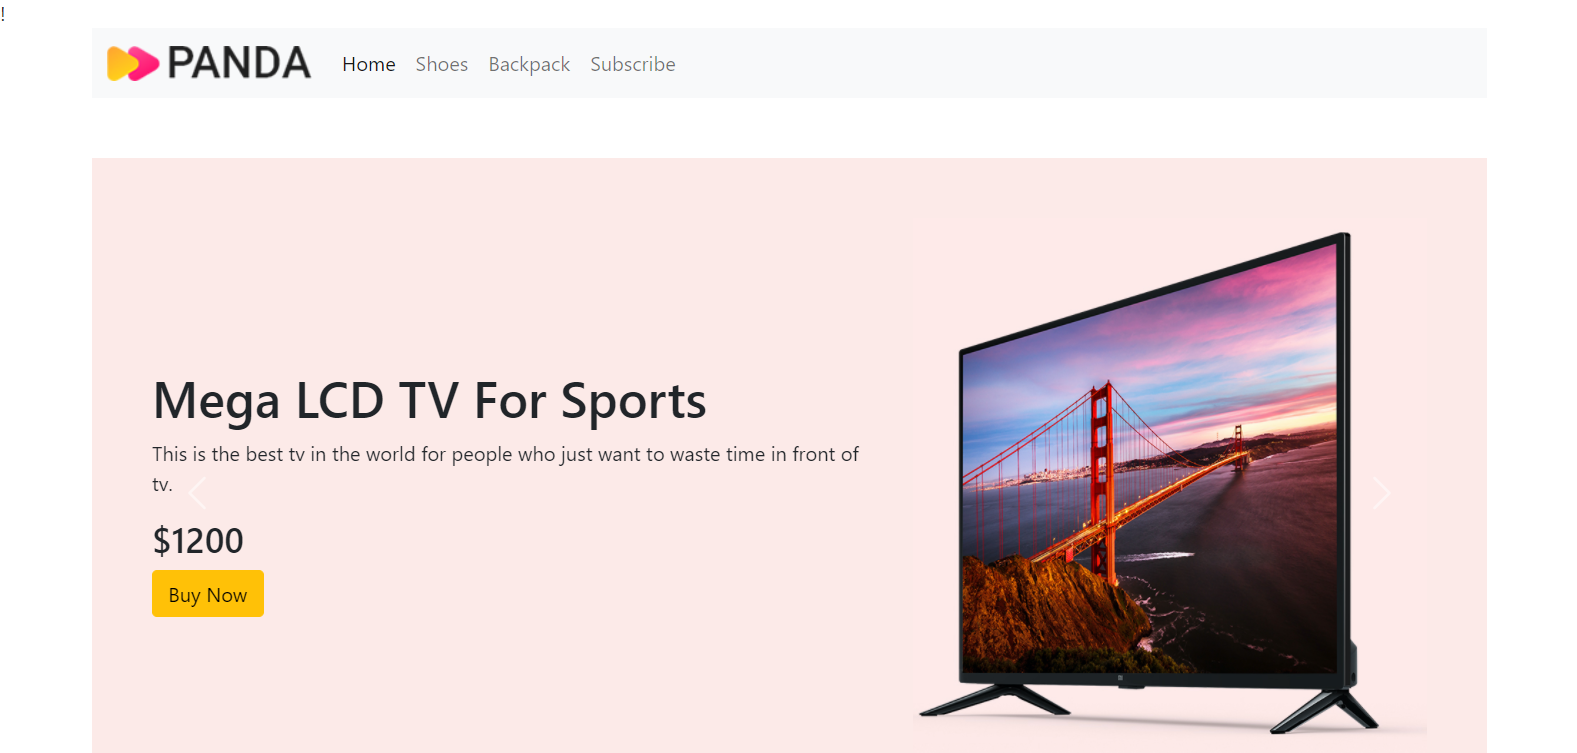 !
PANDA
Home Shoes Backpack Subscribe
Mega LCD TV For Sports
This is the best tv in the world for people who just want to waste time in front of
tv.
$1200
Buy Now